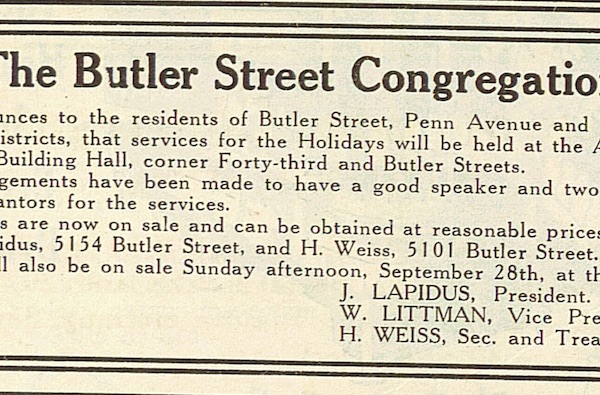 The Butler Street Congregation
unces to the residents of Butler Street, Penn Avenue and
istricts, that services for the Holidays will be held at the A
Building Hall, corner Forty-third and Butler Streets.
gements have been made to have a good speaker and two
antors for the services.
s are now on sale and can be obtained at reasonable prices
idus, 5154 Butler Street, and H. Weiss, 5101 Butler Street.
ll also be on sale Sunday afternoon, September 28th, at th
J. LAPIDUS, President.
W. LITTMAN, Vice Pre
H. WEISS, Sec. and Trea